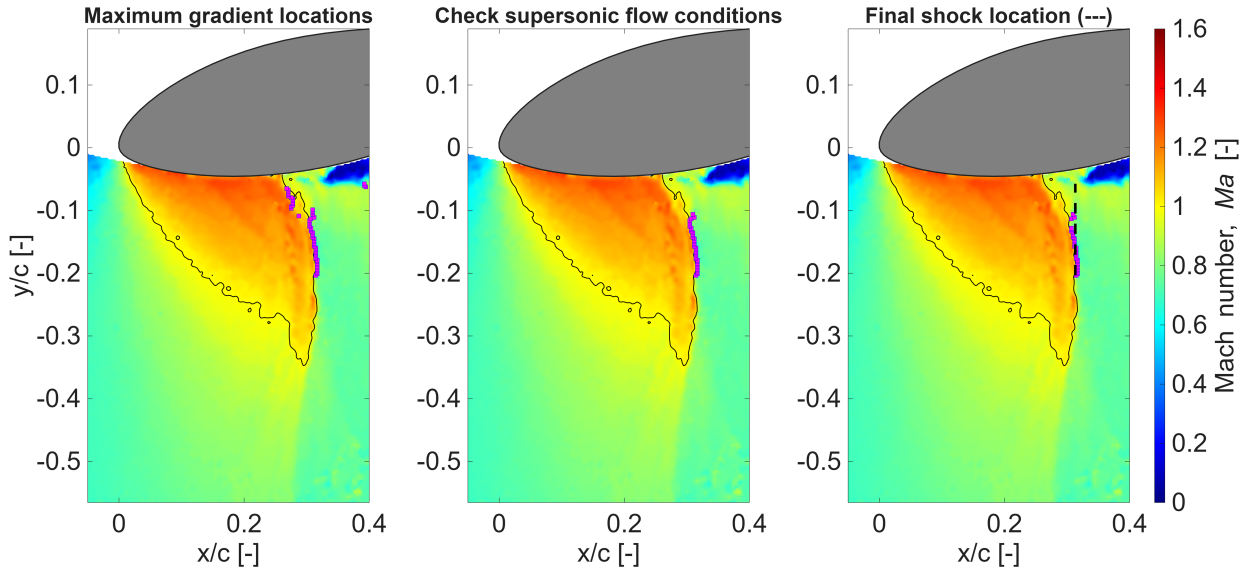 Maximum gradient locations
Check supersonic flow conditions
Final shock location (---)
y/c [-]
0.1
0
-0.1
-0.2
-0.3
-0.4
-0.5
0.1
0
-0.1
-0.2
-0.3
-0.4
-0.5
0.1
0
-0.1
-0.2
-0.3
-0.4
-0.5
0 0.2 0.4
0 0.2 0.4
0 0.2 0.4
x/c [-]
x/c [-]
x/c [-]
1.6
1.4
1.2
1
0.8
0.6
0.4
0.2
0
Mach number, Ma [-]